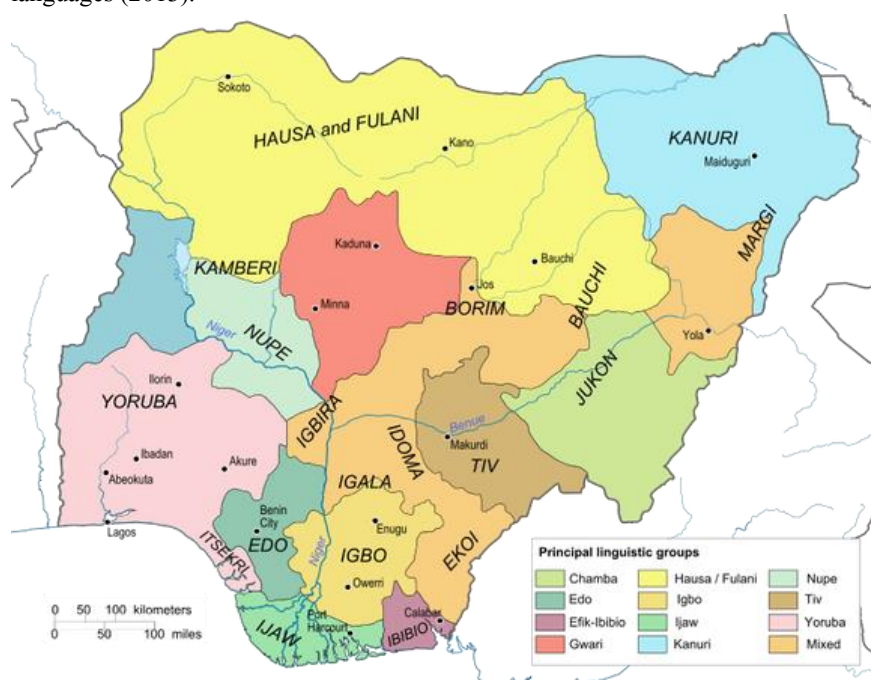 languages (2013).
Sokoto
HAUSA and FULANI
Kano
KANURI
Maiduguri
MARGI
Kaduna
KAMBERI
Bauchi
BAUCHI
Jos
BORIM
Minna
Niger
NUPE
Yola
Ilorin
YORUBA
JUKON
IGBIRA
Benue
Makurdi
IDOMA
TIV
Ibadan
Akure
Abeokuta
IGALA
Benin
City
EDO
Enugu
Lagos
ITSEKRI
Niger
IGBO
EKOI
Owerri
Port
Harcourt
Calabar
IJAW
IBIBIO
0 50 100 kilometers
0 50 100 miles
Principal linguistic groups
Chamba
Edo
Efik-Ibibio
Gwari
Hausa / Fulani
Igbo
Ijaw
Kanuri
Nupe
Tiv
Yoruba
Mixed